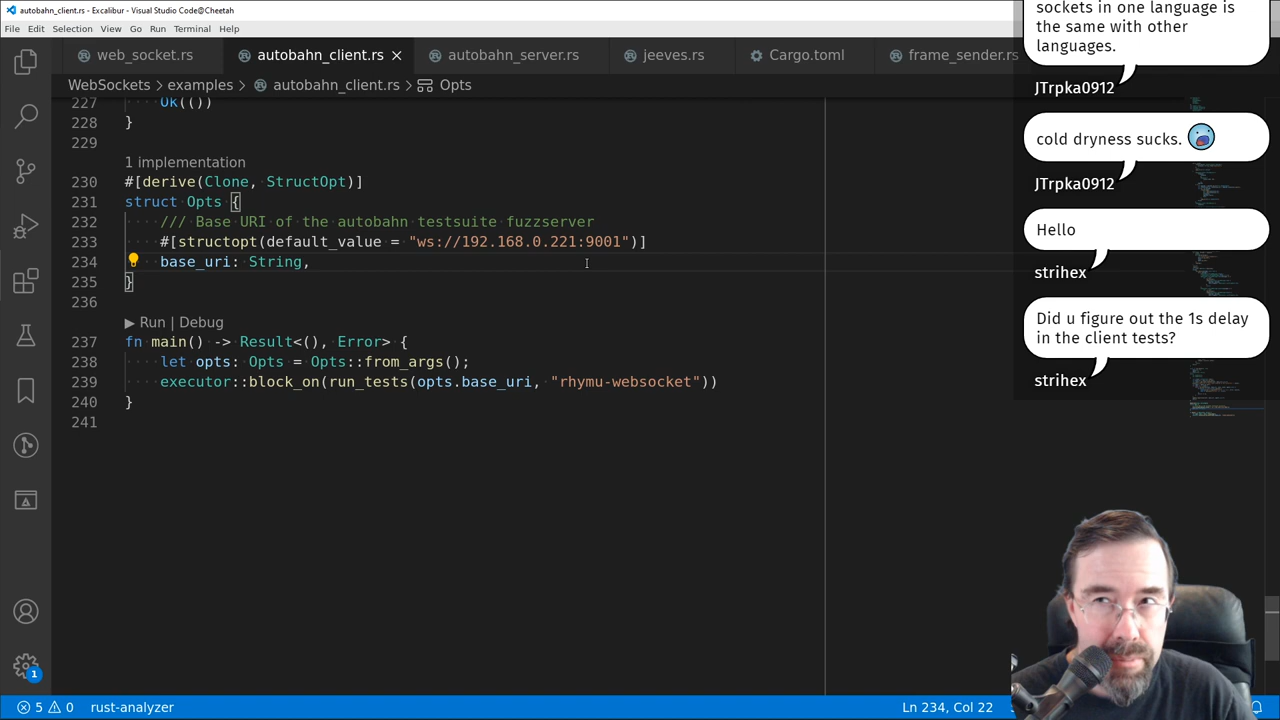 autobahn_client.rs - Excalibur - Visual Studio Code@Cheetah
File Edit Selection View Go Run Terminal Help
web_socket.rs autobahn_client.rs autobahn_server.rs jeeves.rs Cargo.toml frame_sender.rs
WebSockets > examples > autobahn_client.rs > Opts
227 Ok(())
228 }
229
1 implementation
230 #[derive(Clone, StructOpt)]
231 struct Opts {
232 /// Base URI of the autobahn testsuite fuzzserver
233 #[structopt(default_value = "ws://192.168.0.221:9001")]
234 base_uri: String,
235 }
236
▶ Run | Debug
237 fn main() -> Result<(), Error> {
238 let opts: Opts = Opts::from_args();
239 executor::block_on(run_tests(opts.base_uri, "rhymu-websocket"))
240 }
241
sockets in one language is
the same with other
languages.
JTrpka0912
cold dryness sucks.
JTrpka0912
Hello
strihex
Did u figure out the 1s delay
in the client tests?
strihex
1
5 0 rust-analyzer
Ln 234, Col 22